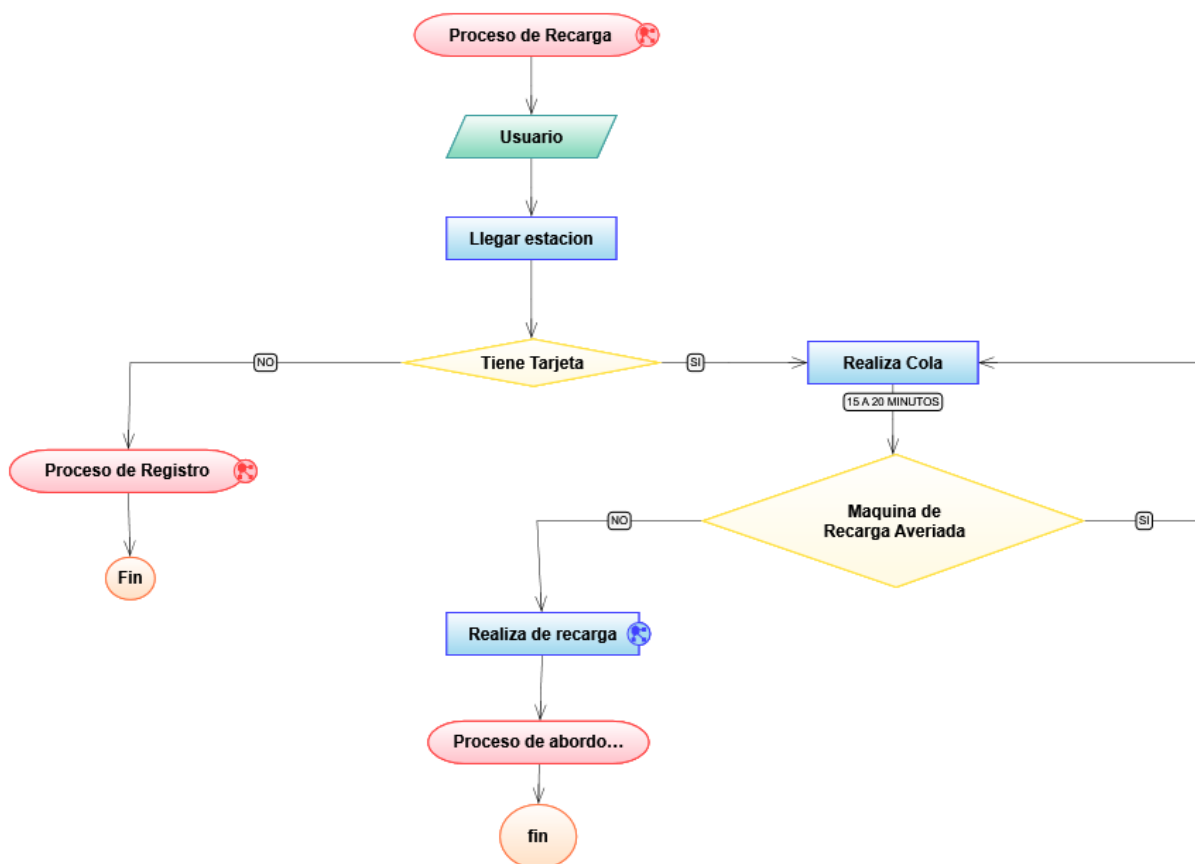 Proceso de Recarga
Usuario
Llegar estacion
Tiene Tarjeta
NO
SI
Realiza Cola
15 A 20 MINUTOS
Proceso de Registro
Fin
Maquina de
Recarga Averiada
NO
SI
Realiza de recarga
Proceso de abordo...
fin